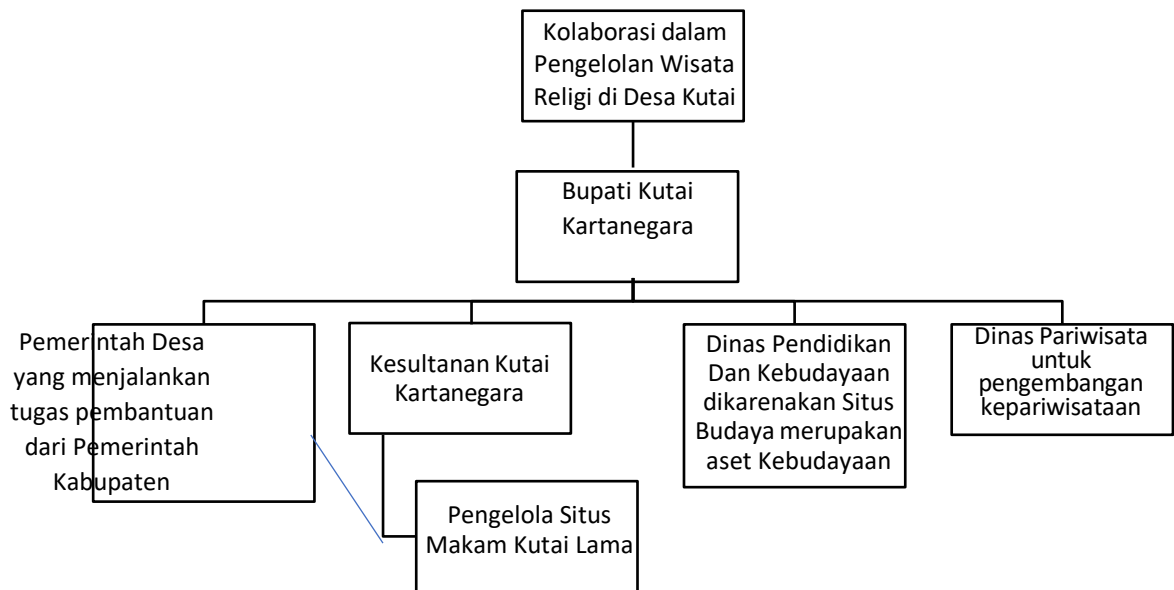 Kolaborasi dalam
Pengelolan Wisata
Religi di Desa Kutai
Bupati Kutai
Kartanegara
Pemerintah Desa
yang menjalankan
tugas pembantuan
dari Pemerintah
Kabupaten
Kesultanan Kutai
Kartanegara
Dinas Pendidikan
Dan Kebudayaan
dikarenakan Situs
Budaya merupakan
aset Kebudayaan
Dinas Pariwisata
untuk
pengembangan
kepariwisataan
Pengelola Situs
Makam Kutai Lama